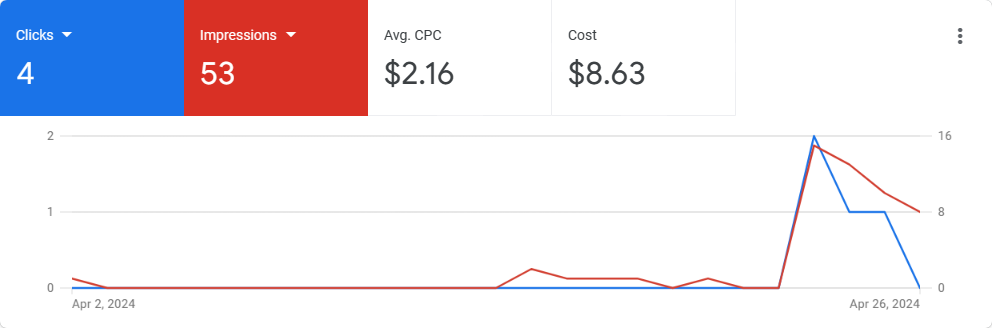 Clicks
4
Impressions
53
Avg. CPC
$2.16
Cost
$8.63
2
16
1
8
0
0
Apr 2, 2024
Apr 26, 2024